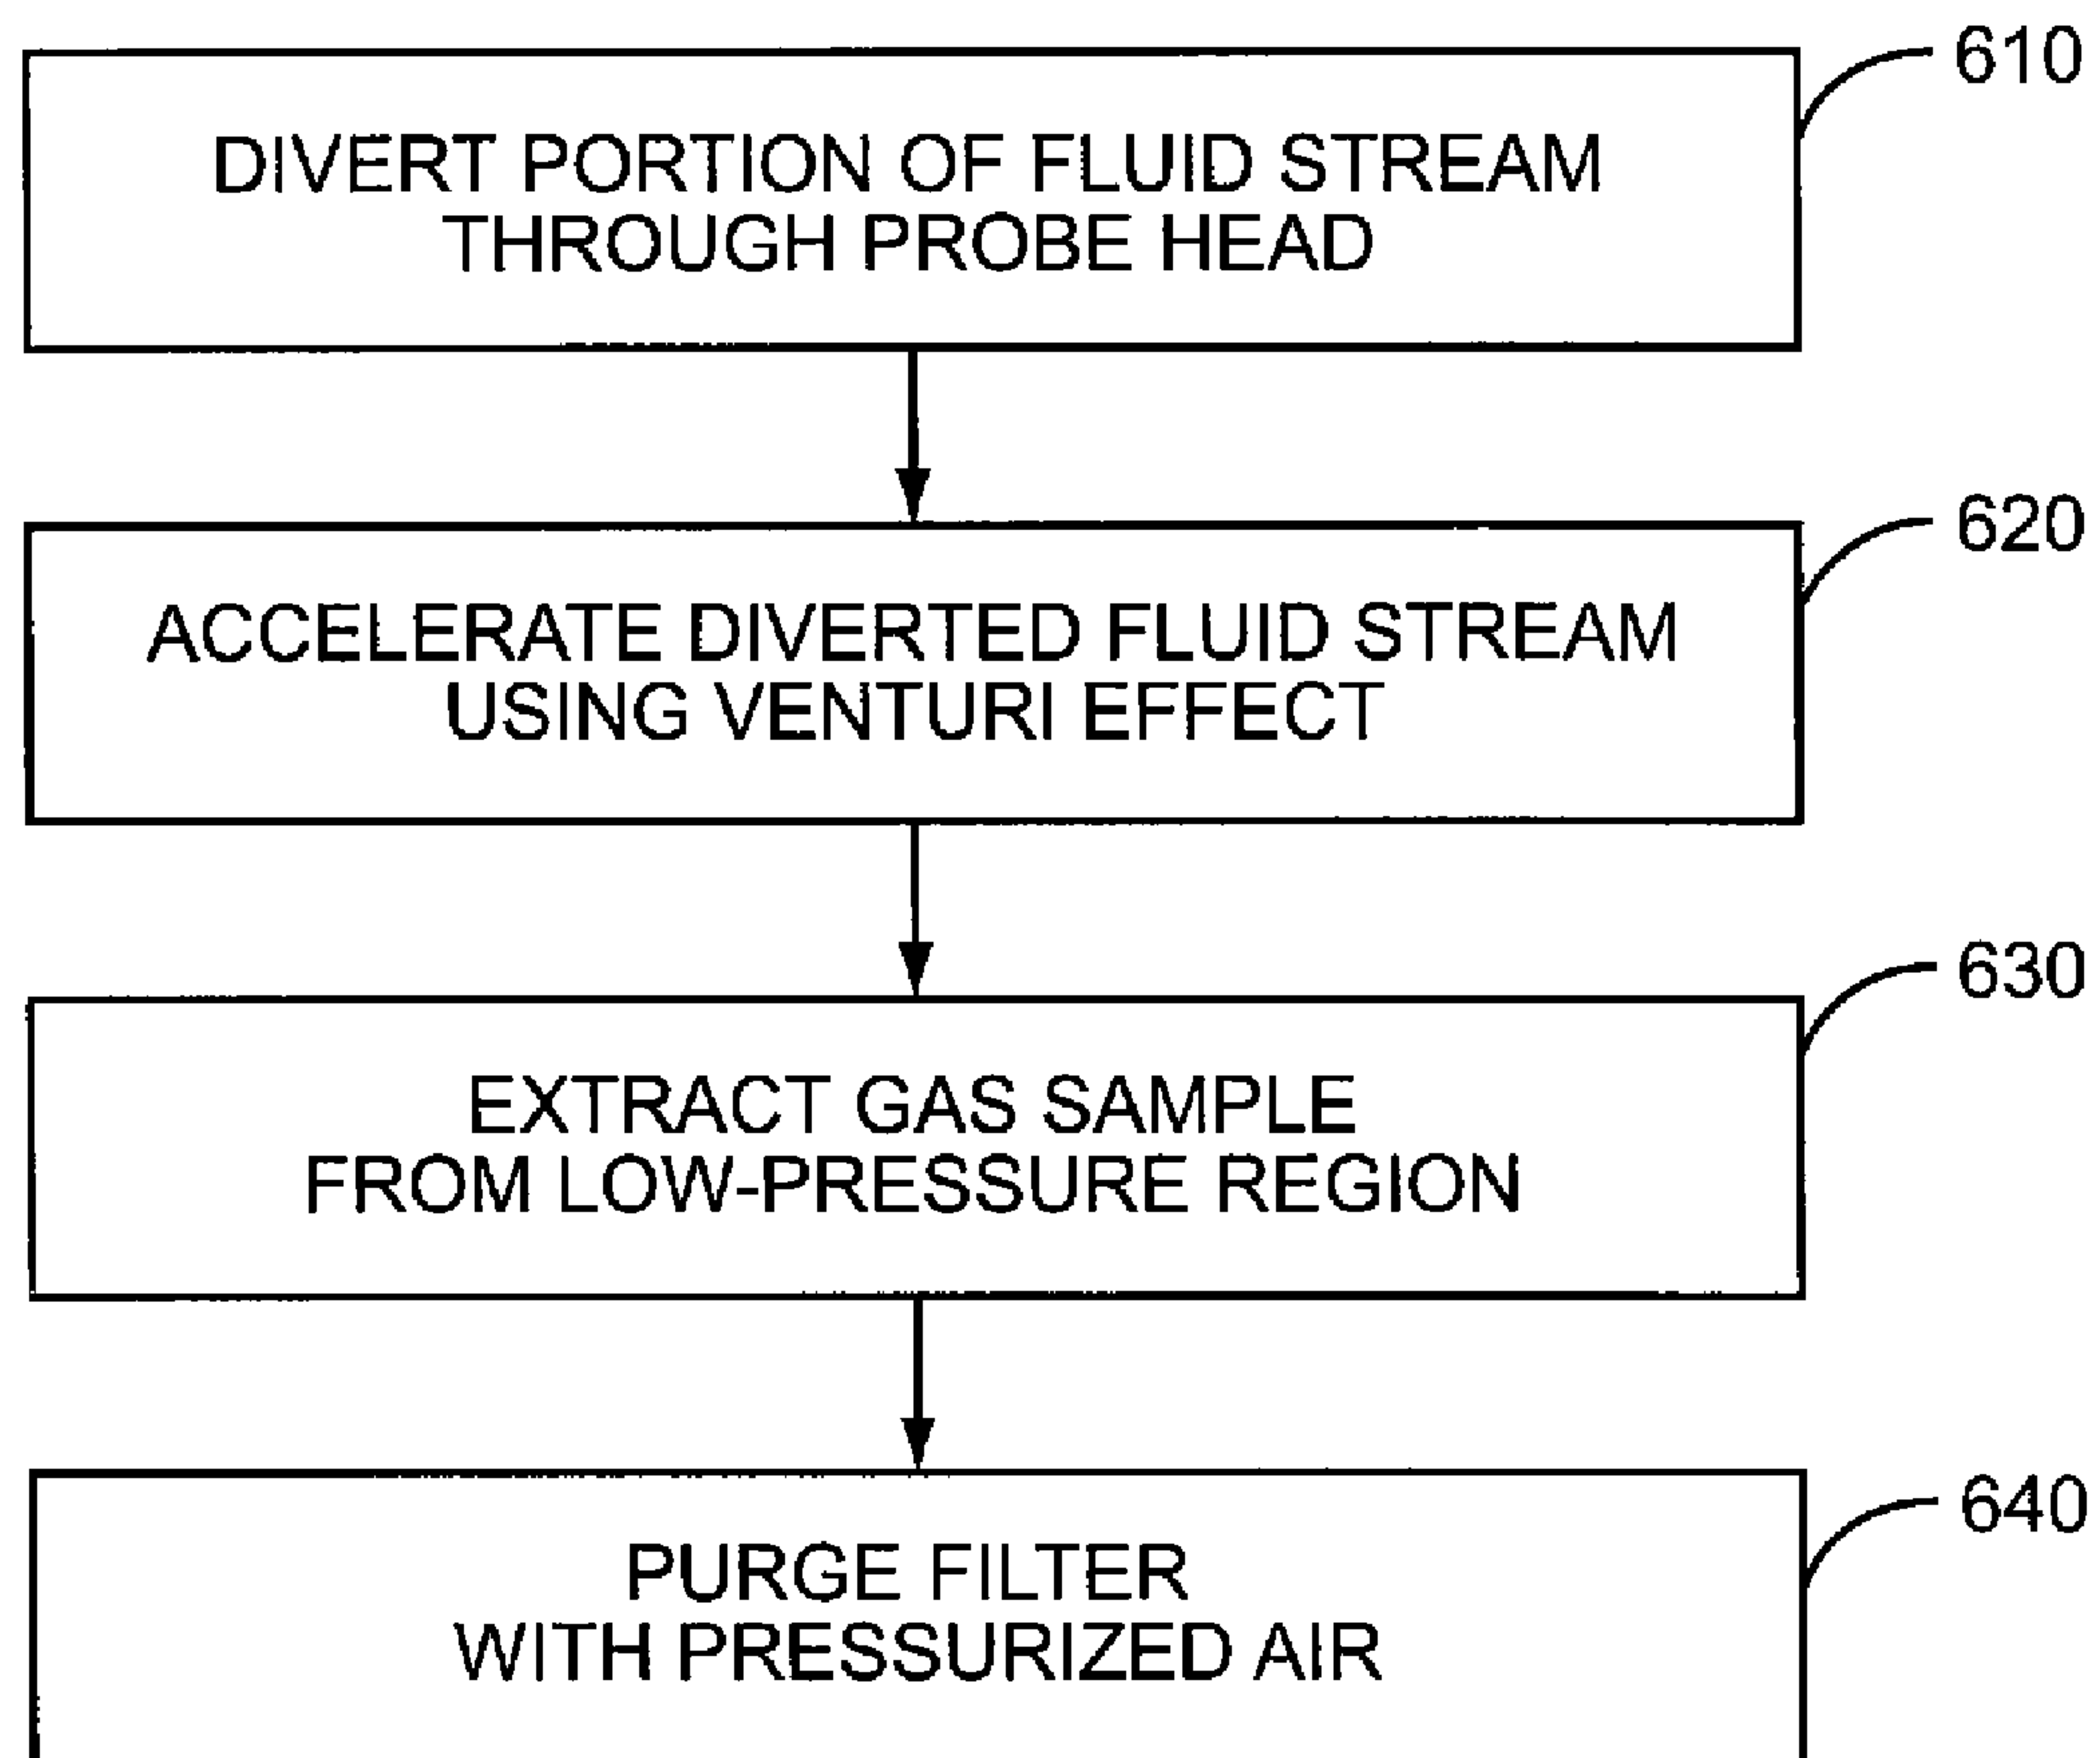 610
DIVERT PORTION OF FLUID STREAM
THROUGH PROBE HEAD
620
ACCELERATE DIVERTED FLUID STREAM
USING VENTURI EFFECT
630
EXTRACT GAS SAMPLE
FROM LOW-PRESSURE REGION
640
PURGE FILTER
WITH PRESSURIZED AIR